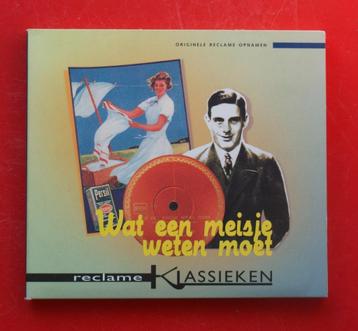 ORIGINELE RECLAME OPNAMEN
Persil
Wat een meisje
weten moet
reclame KLASSIEKEN